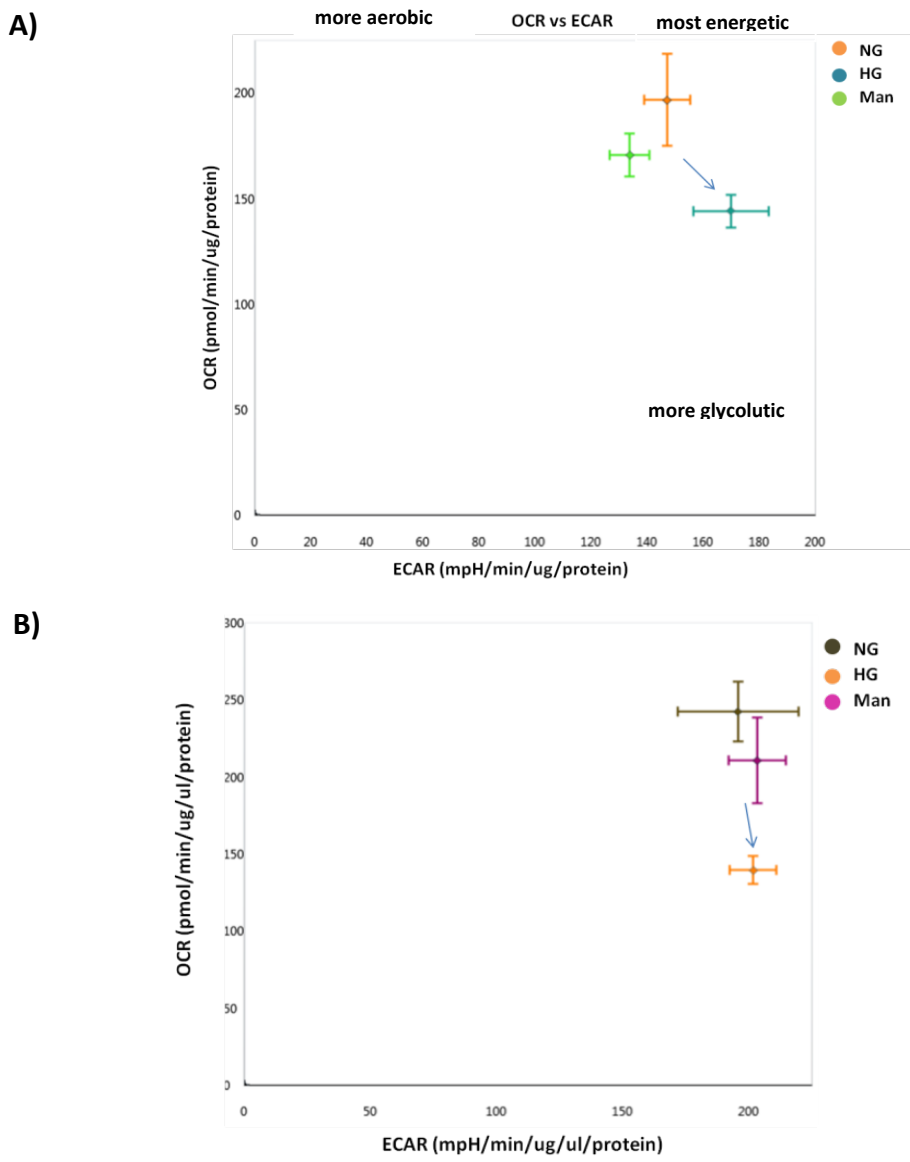 A)
more aerobic
OCR vs ECAR
most energetic
NG
HG
Man
200
150
100
50
0
OCR (pmol/min/ug/protein)
more glycolutic
0 20 40 60 80 100 120 140 160 180 200
ECAR (mpH/min/ug/protein)
B)
300
250
200
150
100
50
0
NG
HG
Man
OCR (pmol/min/ug/ul/protein)
0 50 100 150 200
ECAR (mpH/min/ug/ul/protein)